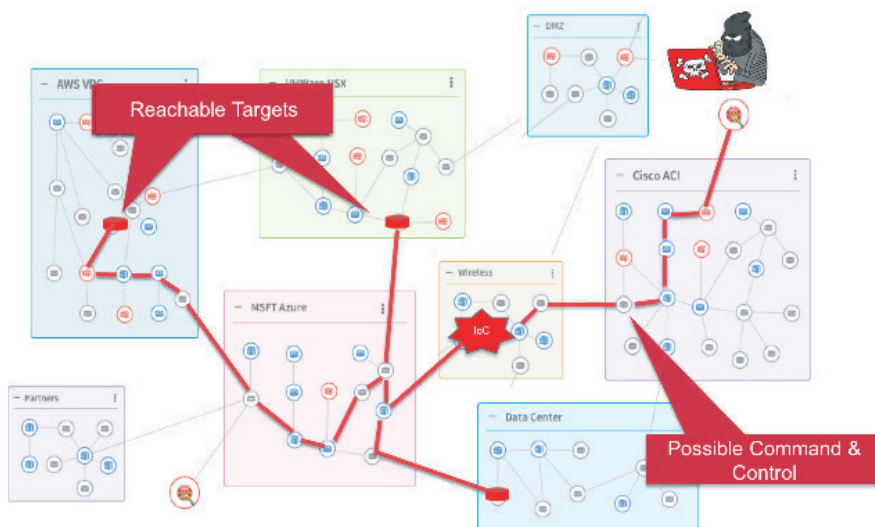 DMZ
AWS VPC
VMWare NSX
Reachable Targets
Cisco ACI
Wireless
MSFT Azure
IoC
Partners
Data Center
Possible Command &
Control